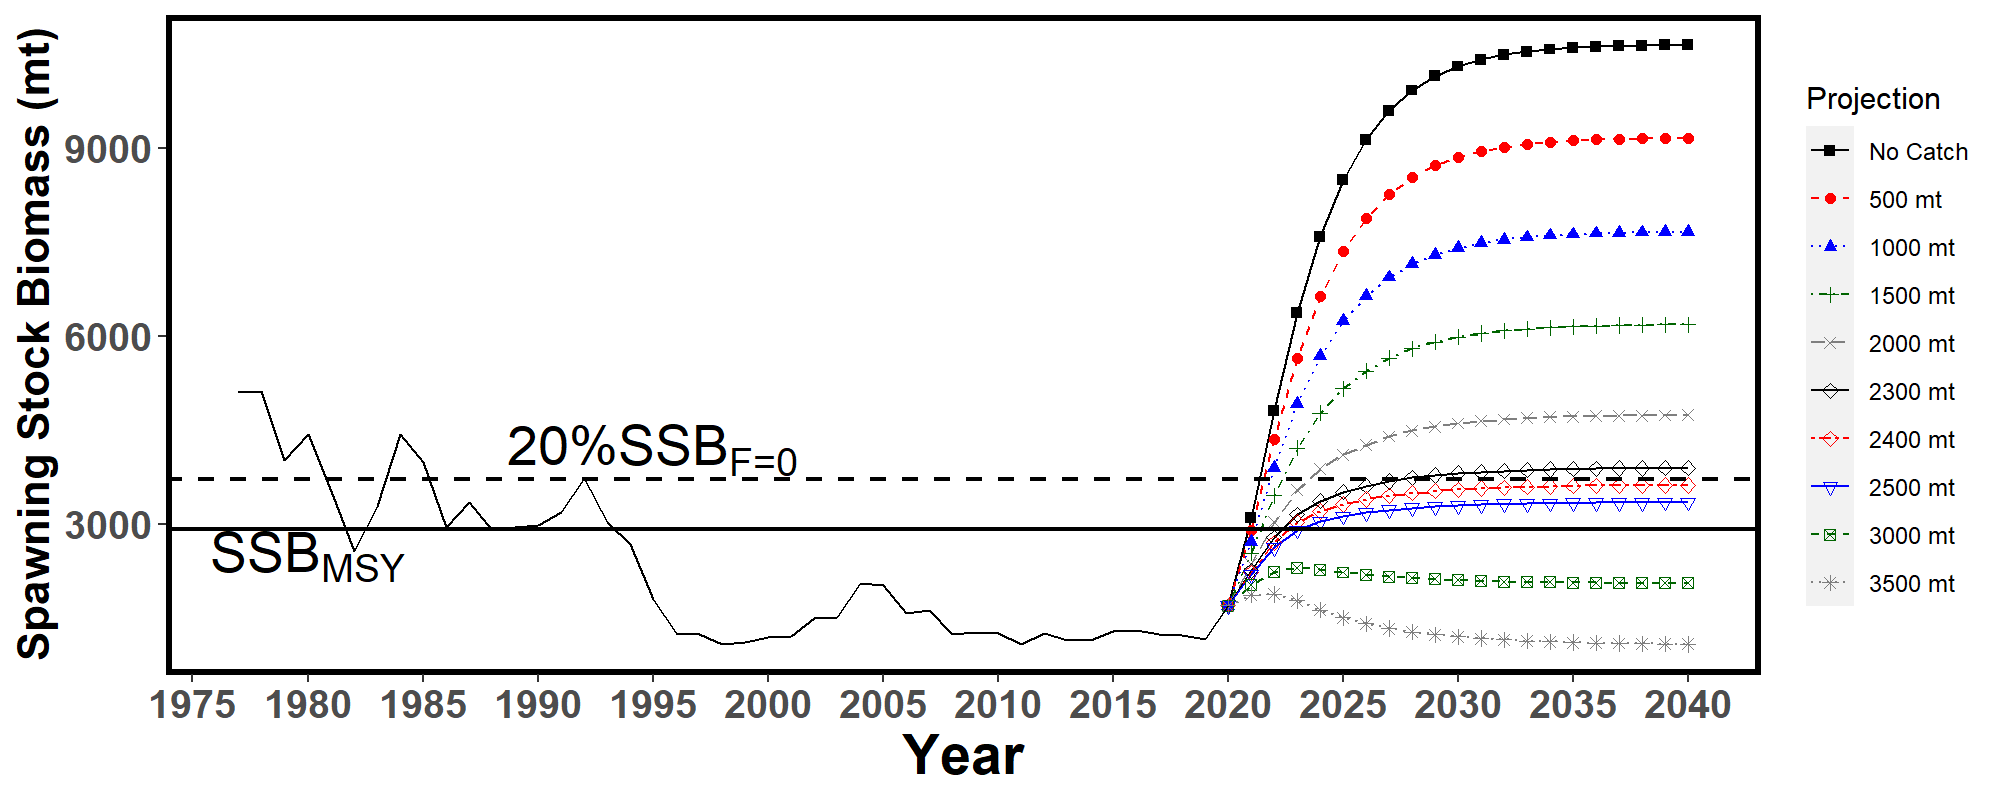 Spawning Stock Biomass (mt)
9000
6000
3000
20%SSBF=0
SSBMSY
1975 1980 1985 1990 1995 2000 2005 2010 2015 2020 2025 2030 2035 2040
Year
Projection
No Catch
500 mt
1000 mt
1500 mt
2000 mt
2300 mt
2400 mt
2500 mt
3000 mt
3500 mt